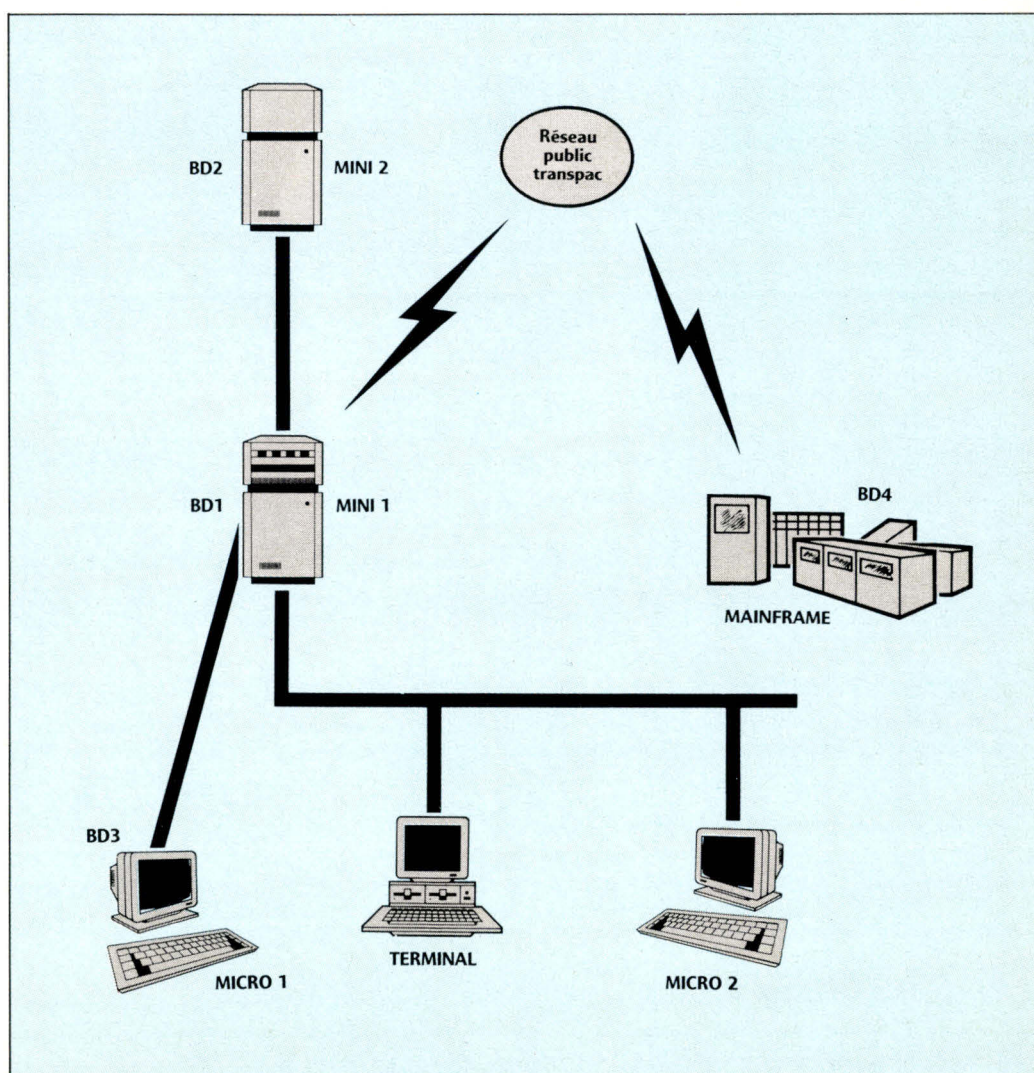 BD2
MINI 2
Réseau
public
transpac
BD1
MINI 1
BD4
MAINFRAME
BD3
MICRO 1
TERMINAL
MICRO 2